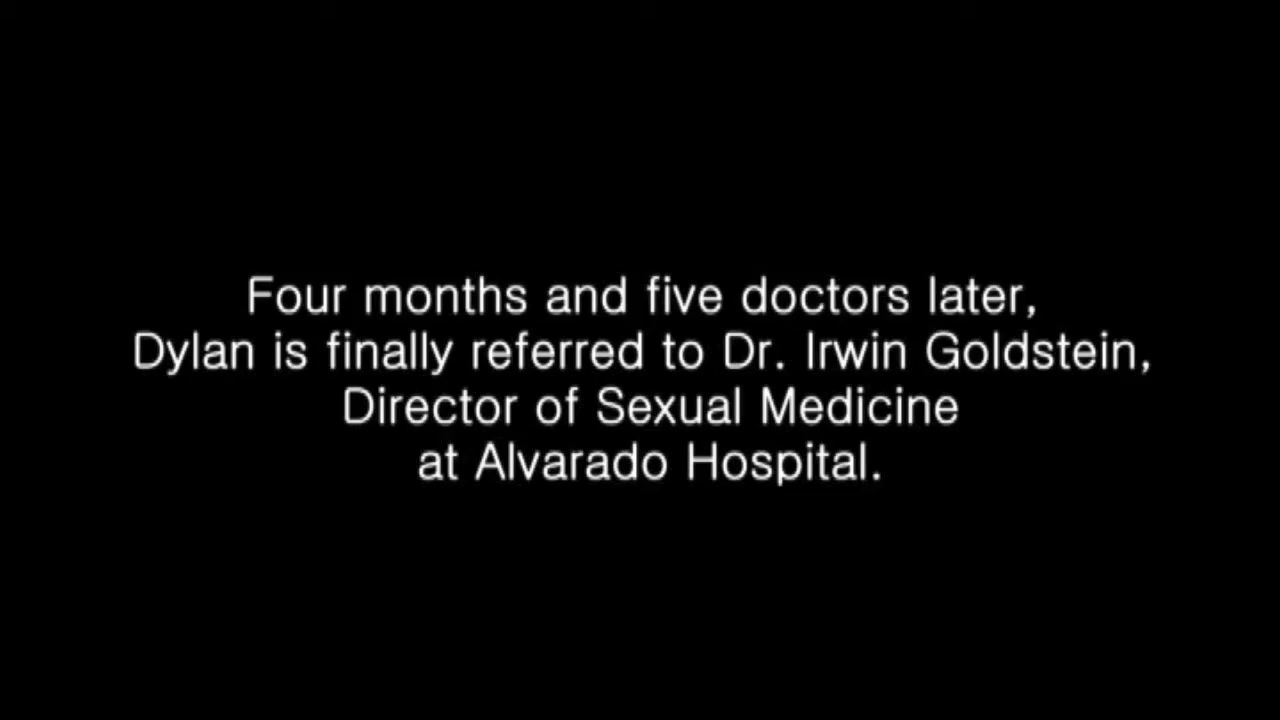 Four months and five doctors later,
Dylan is finally referred to Dr. Irwin Goldstein,
Director of Sexual Medicine
at Alvarado Hospital.